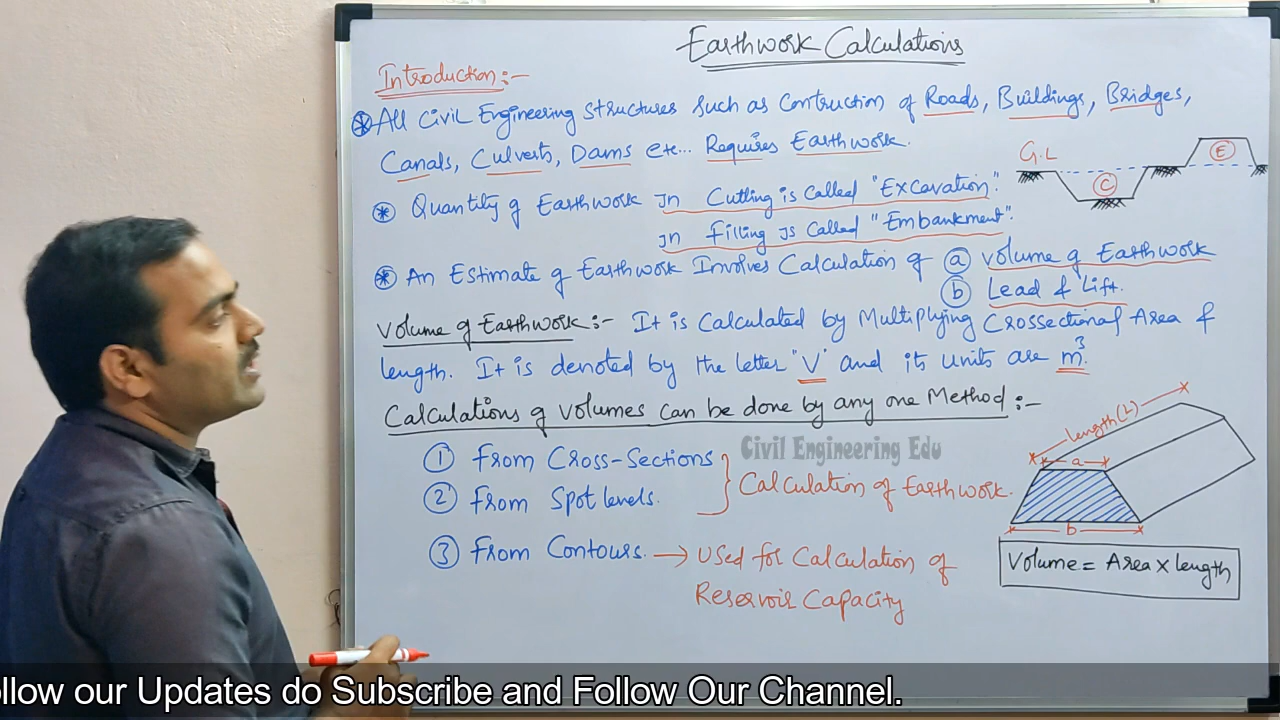 Earthwork Calculations
Introduction:-
All Civil Engineering Structures Such as Contruction of Roads, Buildings, Bridges,
Canals, Culverts, Dams etc... Requires Earthwork.
G.L
C
E
Quantity of Earthwork In Cutting is called "Excavation".
In filling Is called "Embankment".
An Estimate of Earthwork Involves Calculation of (a) volume of Earthwork
(b) Lead & Lift.
Volume of Earthwork:- It is Calculated by Multiplying Crossectional Area &
length. It is denoted by the letter 'V' and its units are m³.
Calculations of volumes can be done by any one Method:-
1 from Cross-Sections
2 from Spot levels.
Calculation of Earthwork.
3 from Contours. → Used for Calculation of
Reservoir Capacity
length(L)
a
b
Volume = Area x length
Civil Engineering Edu
ollow our Updates do Subscribe and Follow Our Channel.